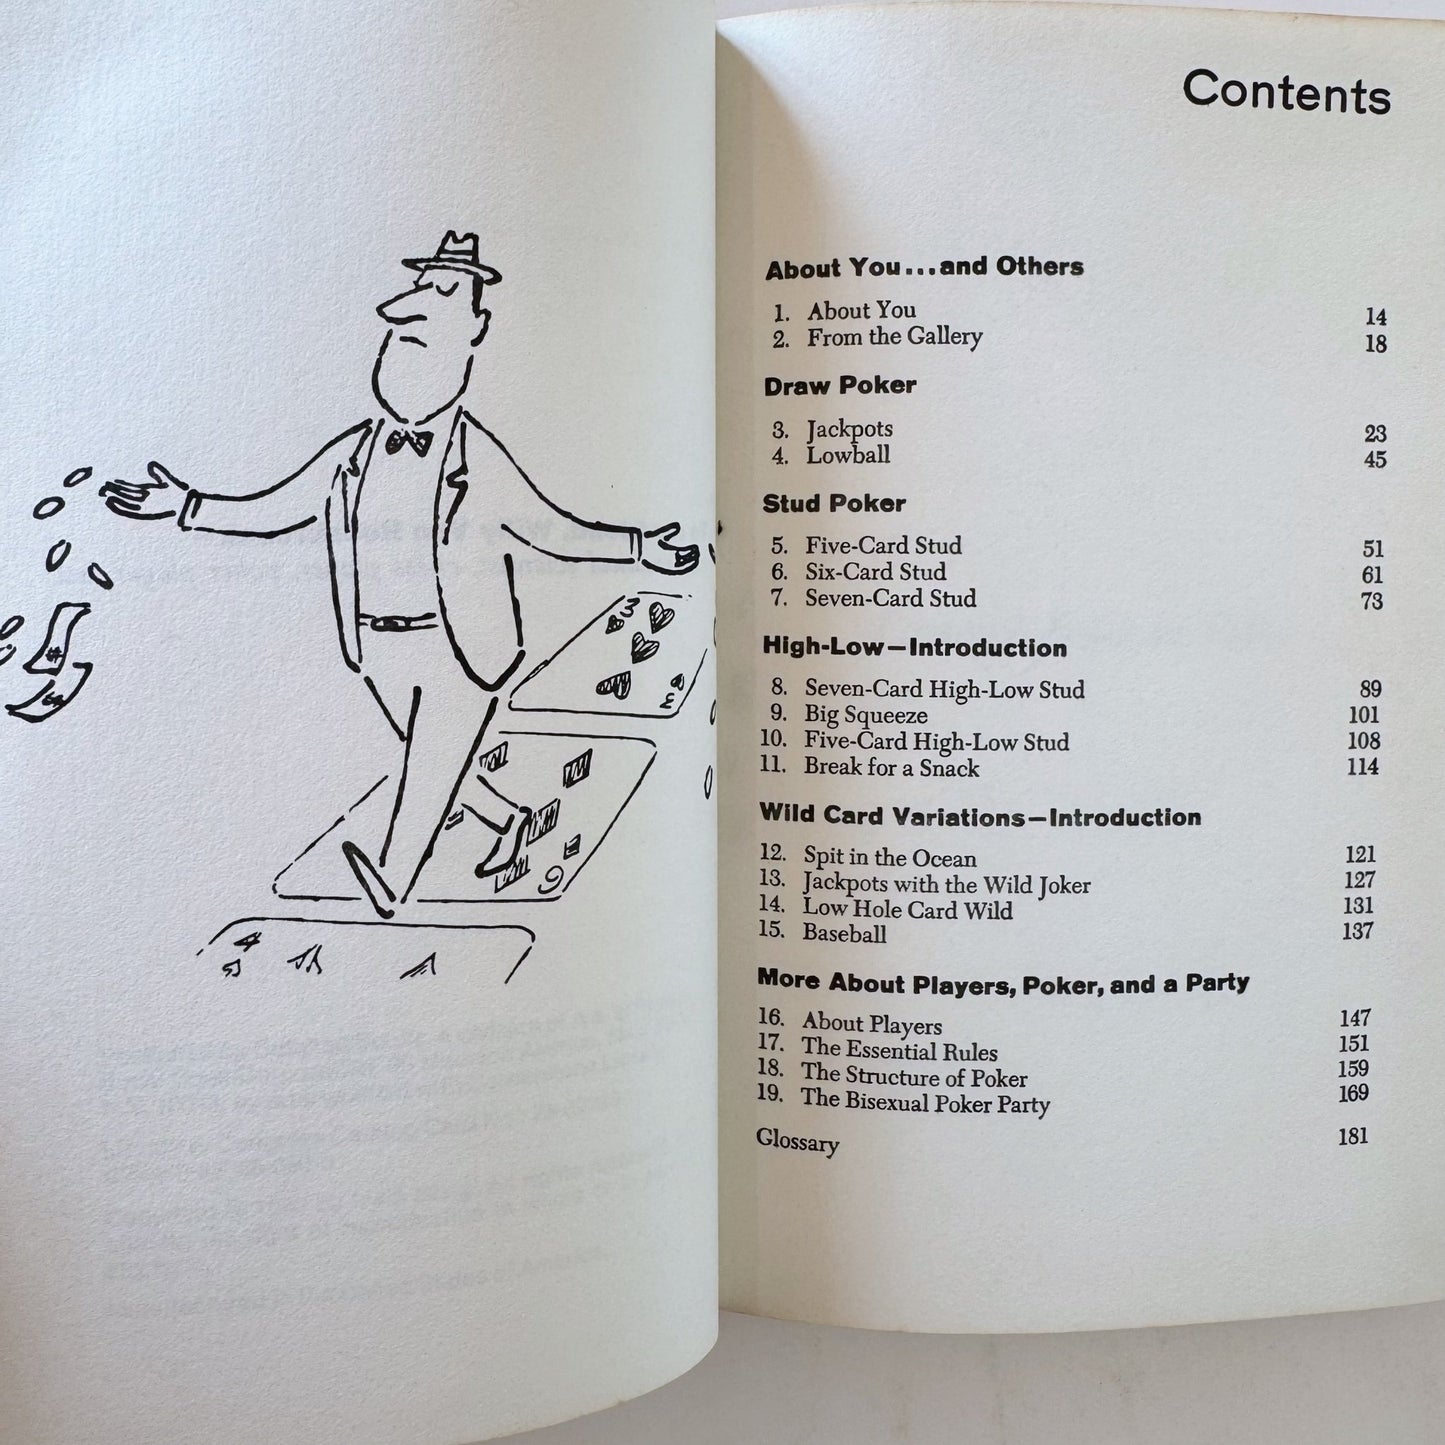 Contents
About You...and Others
1. About You 14
2. From the Gallery 18
Draw Poker
3. Jackpots 23
4. Lowball 45
Stud Poker
5. Five-Card Stud 51
6. Six-Card Stud 61
7. Seven-Card Stud 73
High-Low—Introduction
8. Seven-Card High-Low Stud 89
9. Big Squeeze 101
10. Five-Card High-Low Stud 108
11. Break for a Snack 114
Wild Card Variations—Introduction
12. Spit in the Ocean 121
13. Jackpots with the Wild Joker 127
14. Low Hole Card Wild 131
15. Baseball 137
More About Players, Poker, and a Party
16. About Players 147
17. The Essential Rules 151
18. The Structure of Poker 159
19. The Bisexual Poker Party 169
Glossary 181
3
3
6
4